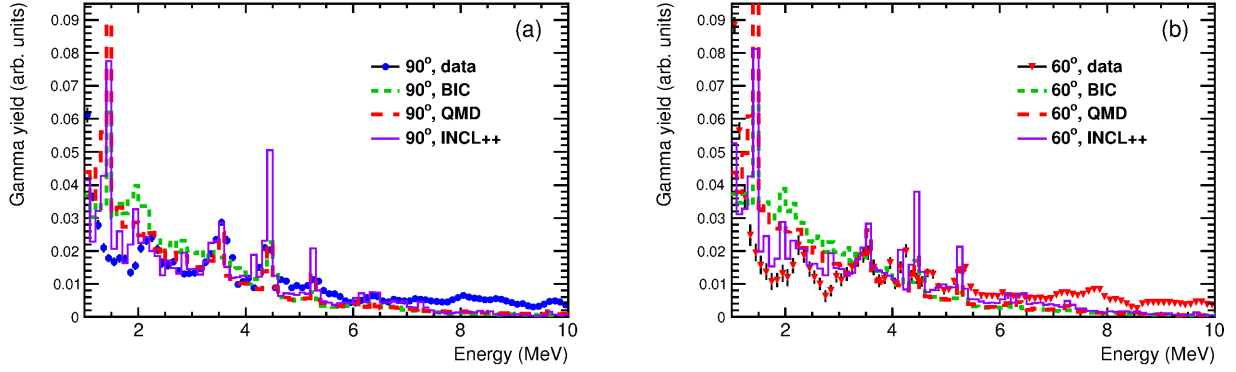 Gamma yield (arb. units)
0.09
0.08
0.07
0.06
0.05
0.04
0.03
0.02
0.01
0
(a)
90°, data
90°, BIC
90°, QMD
90°, INCL++
2
4
6
8
10
Energy (MeV)
Gamma yield (arb. units)
0.09
0.08
0.07
0.06
0.05
0.04
0.03
0.02
0.01
0
(b)
60°, data
60°, BIC
60°, QMD
60°, INCL++
2
4
6
8
10
Energy (MeV)